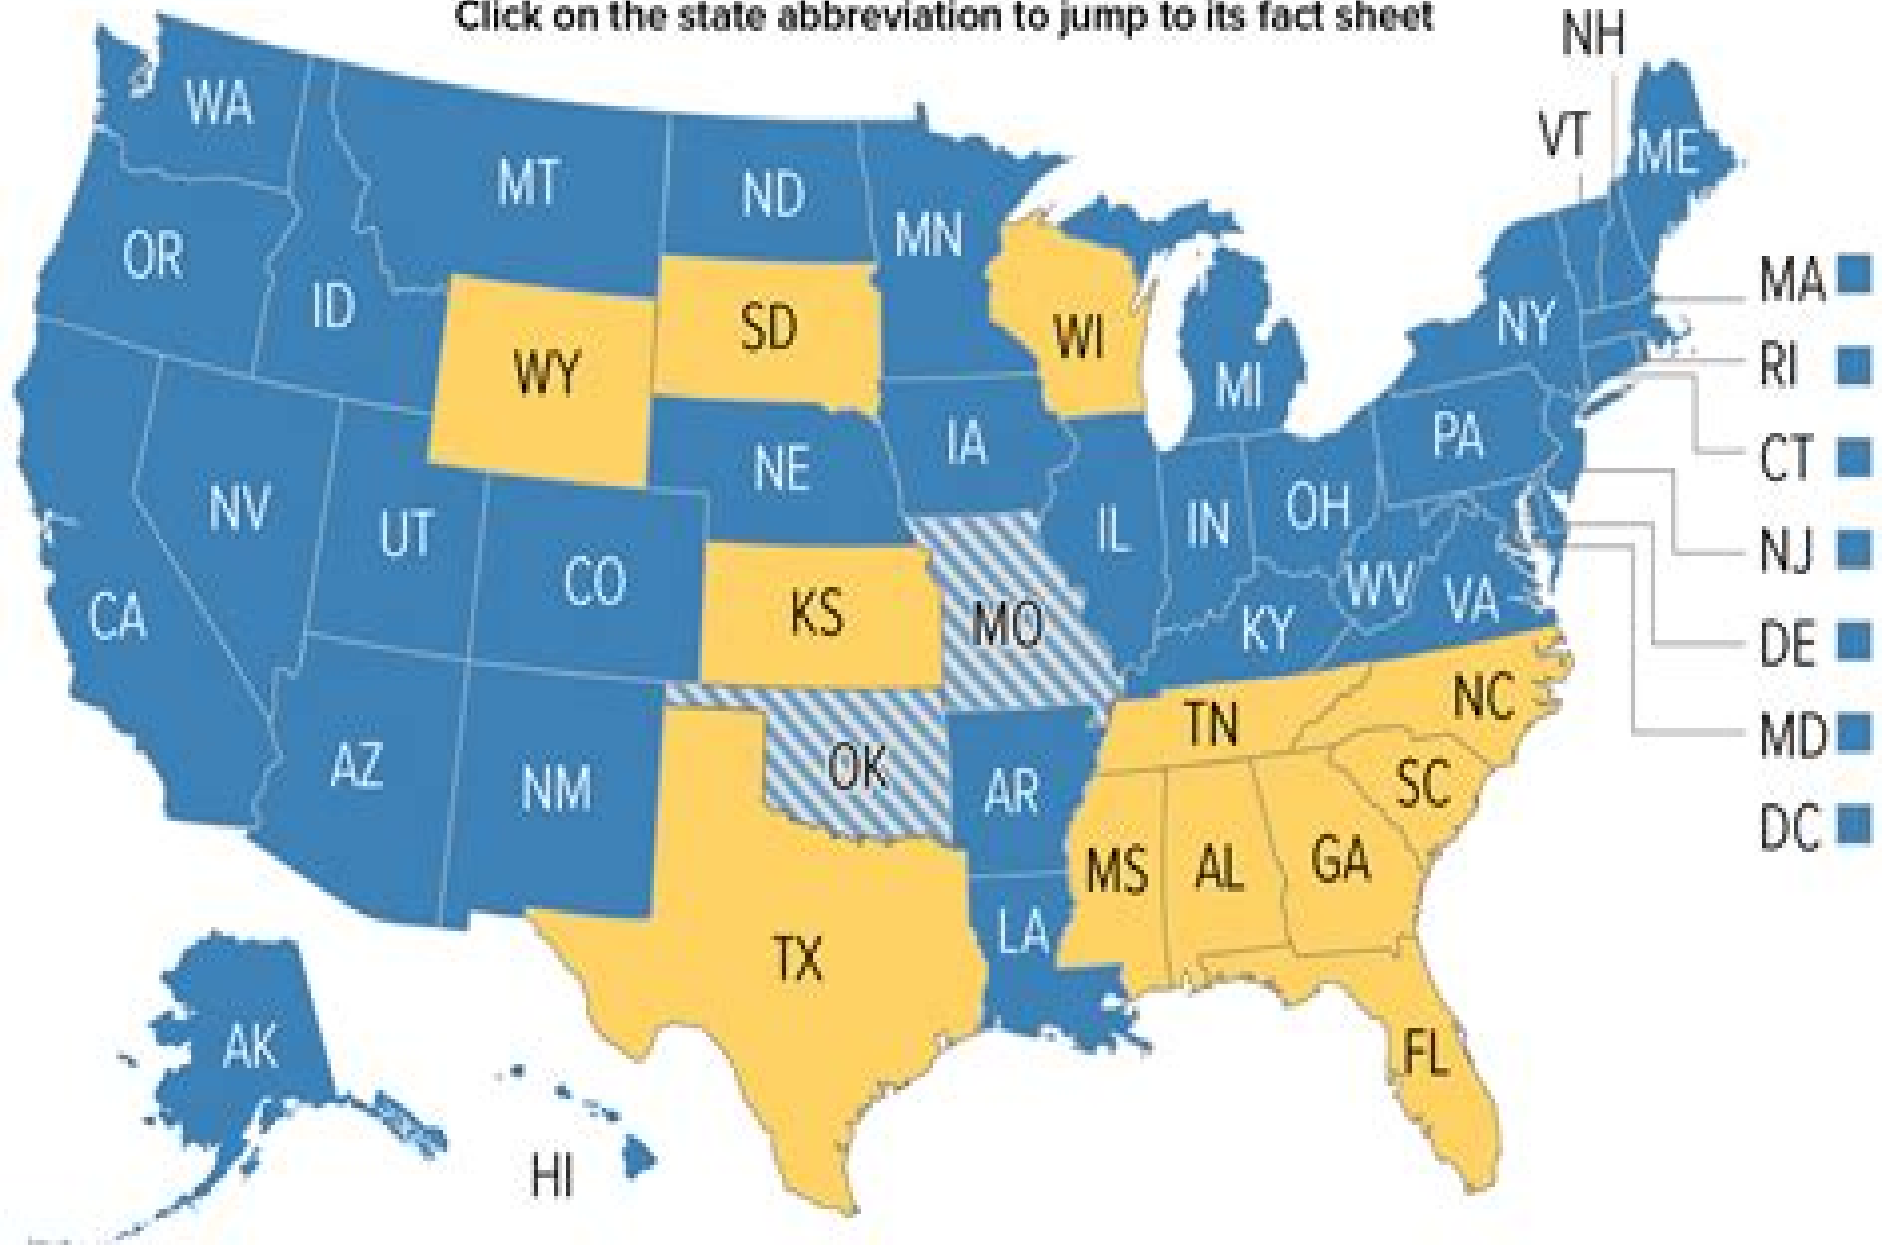 Click on the state abbreviation to jump to its fact sheet
NH
WA
VT
ME
MT
ND
MN
OR
MA
ID
SD
NY
WI
RI
WY
MI
PA
IA
CT
NE
NV
OH
UT
IL
IN
NJ
CO
WV
VA
KS
CA
MO
KY
DE
NC
TN
MD
AZ
OK
SC
NM
AR
DC
GA
MS
AL
LA
TX
AK
FL
HI